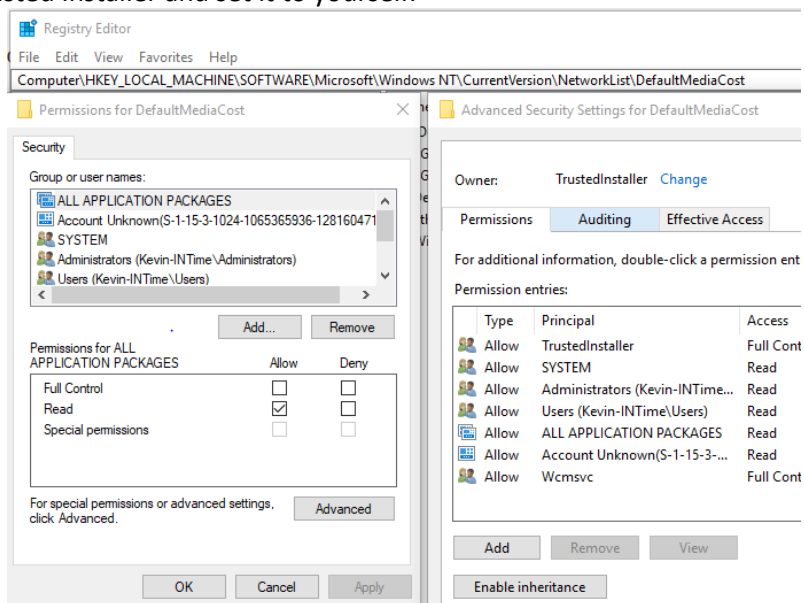 sted Installer and set it to yourself.
Registry Editor
File Edit View Favorites Help
Computer\HKEY_LOCAL_MACHINE\SOFTWARE\Microsoft\Windows NT\CurrentVersion\NetworkList\DefaultMediaCost
Permissions for DefaultMediaCost
Security
Group or user names:
ALL APPLICATION PACKAGES
Account Unknown(S-1-15-3-1024-1065365936-128160471
SYSTEM
Administrators (Kevin-INTime\Administrators)
Users (Kevin-INTime\Users)
Add... Remove
Permissions for ALL
APPLICATION PACKAGES Allow Deny
Full Control
Read
Special permissions
For special permissions or advanced settings,
click Advanced.
Advanced
OK Cancel Apply
Advanced Security Settings for DefaultMediaCost
Owner: TrustedInstaller Change
Permissions Auditing Effective Access
For additional information, double-click a permission ent
Permission entries:
Type Principal Access
Allow TrustedInstaller Full Cont
Allow SYSTEM Read
Allow Administrators (Kevin-INTime... Read
Allow Users (Kevin-INTime\Users) Read
Allow ALL APPLICATION PACKAGES Read
Allow Account Unknown(S-1-15-3-... Read
Allow Wcmsvc Full Cont
Add Remove View
Enable inheritance